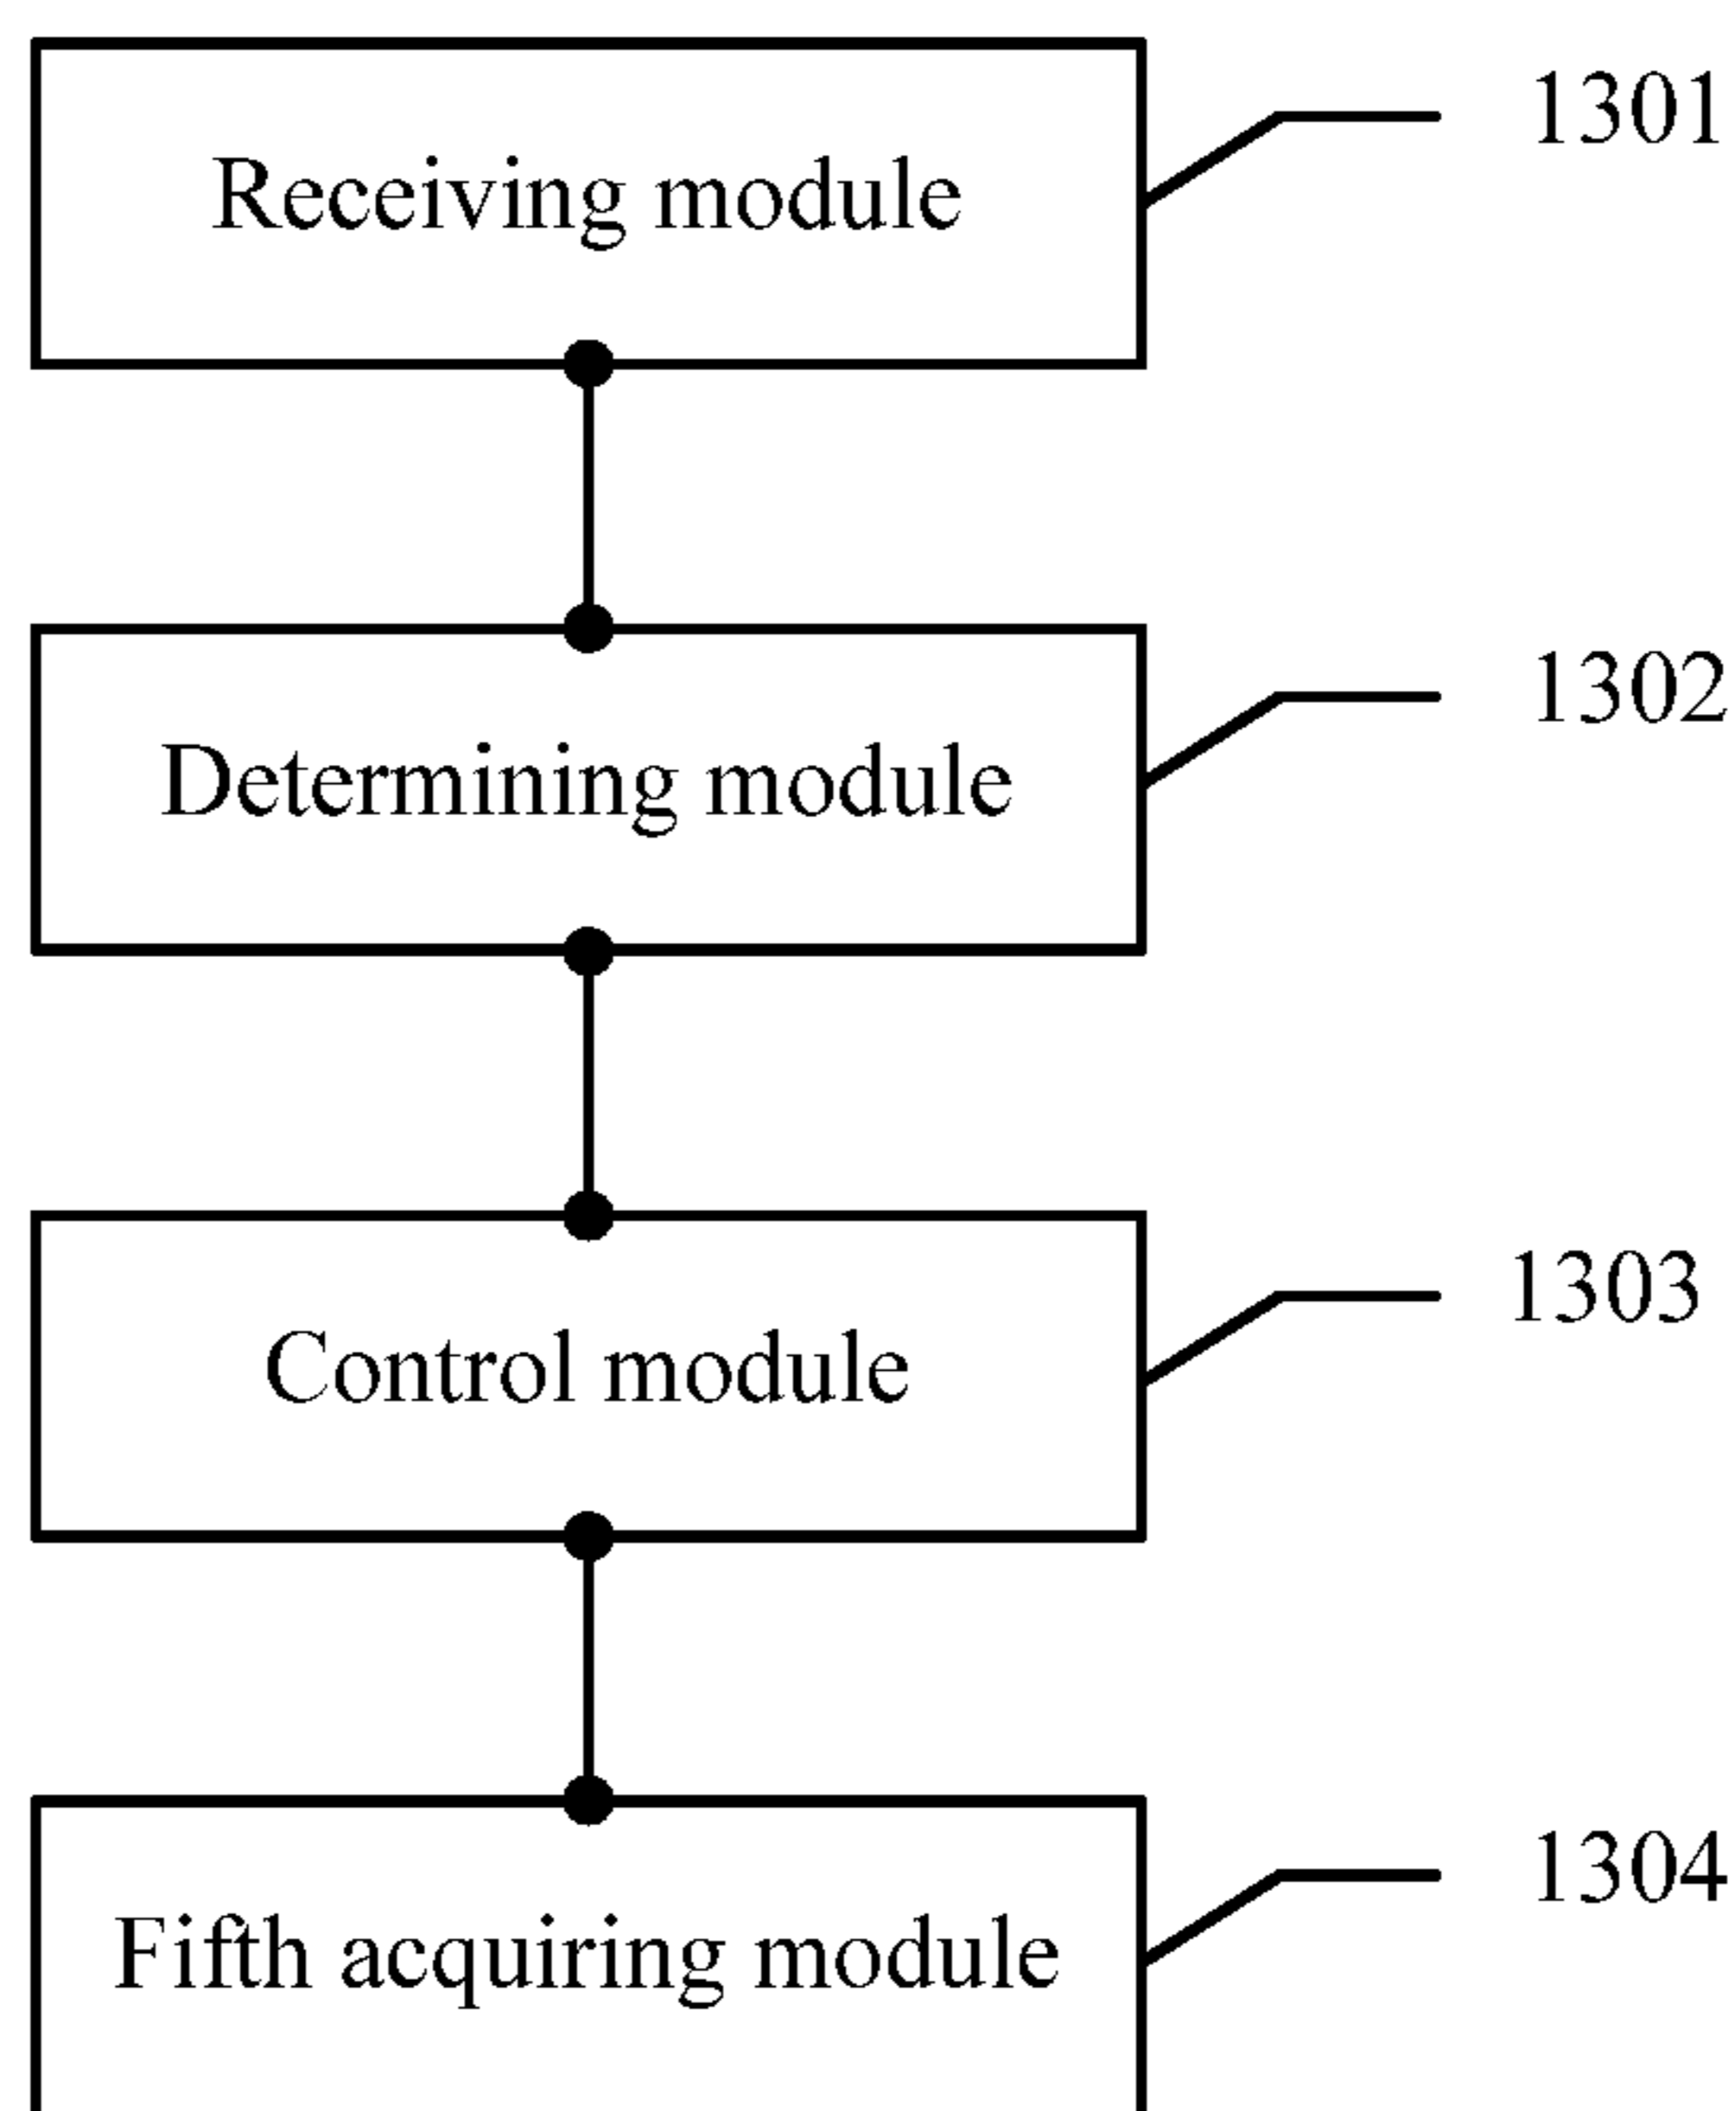 Receiving module
1301
Determining module
1302
Control module
1303
Fifth acquiring module
1304